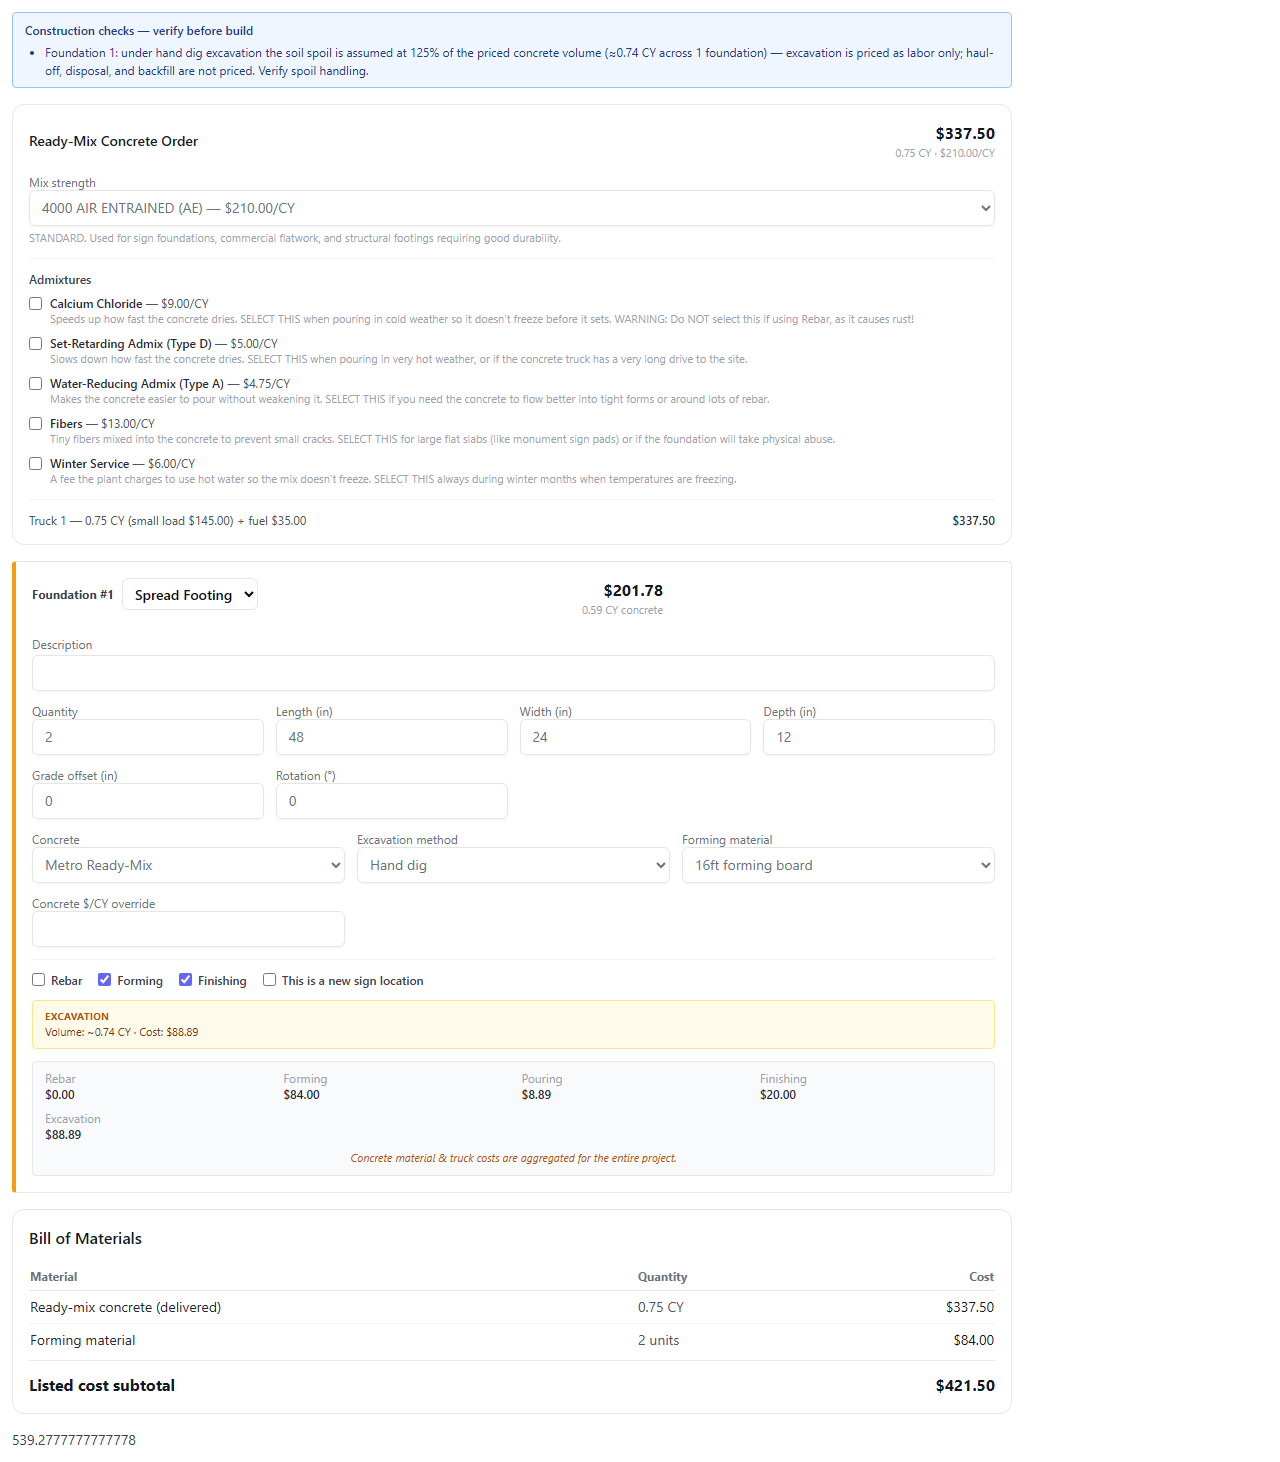 Construction checks — verify before build
• Foundation 1: under hand dig excavation the soil spoil is assumed at 125% of the priced concrete volume (≈0.74 CY across 1 foundation) — excavation is priced as labor only; haul-
off, disposal, and backfill are not priced. Verify spoil handling.
Ready-Mix Concrete Order
$337.50
0.75 CY · $210.00/CY
Mix strength
4000 AIR ENTRAINED (AE) — $210.00/CY
STANDARD. Used for sign foundations, commercial flatwork, and structural footings requiring good durability.
Admixtures
Calcium Chloride — $9.00/CY
Speeds up how fast the concrete dries. SELECT THIS when pouring in cold weather so it doesn't freeze before it sets. WARNING: Do NOT select this if using Rebar, as it causes rust!
Set-Retarding Admix (Type D) — $5.00/CY
Slows down how fast the concrete dries. SELECT THIS when pouring in very hot weather, or if the concrete truck has a very long drive to the site.
Water-Reducing Admix (Type A) — $4.75/CY
Makes the concrete easier to pour without weakening it. SELECT THIS if you need the concrete to flow better into tight forms or around lots of rebar.
Fibers — $13.00/CY
Tiny fibers mixed into the concrete to prevent small cracks. SELECT THIS for large flat slabs (like monument sign pads) or if the foundation will take physical abuse.
Winter Service — $6.00/CY
A fee the plant charges to use hot water so the mix doesn't freeze. SELECT THIS always during winter months when temperatures are freezing.
Truck 1 — 0.75 CY (small load $145.00) + fuel $35.00 $337.50
Foundation #1 Spread Footing
$201.78
0.59 CY concrete
Description
Quantity Length (in) Width (in) Depth (in)
2 48 24 12
Grade offset (in) Rotation (°)
0 0
Concrete Excavation method Forming material
Metro Ready-Mix Hand dig 16ft forming board
Concrete $/CY override
Rebar Forming Finishing This is a new sign location
EXCAVATION
Volume: ~0.74 CY · Cost: $88.89
Rebar Forming Pouring Finishing
$0.00 $84.00 $8.89 $20.00
Excavation
$88.89
Concrete material & truck costs are aggregated for the entire project.
Bill of Materials
Material Quantity Cost
Ready-mix concrete (delivered) 0.75 CY $337.50
Forming material 2 units $84.00
Listed cost subtotal $421.50
539.2777777777778